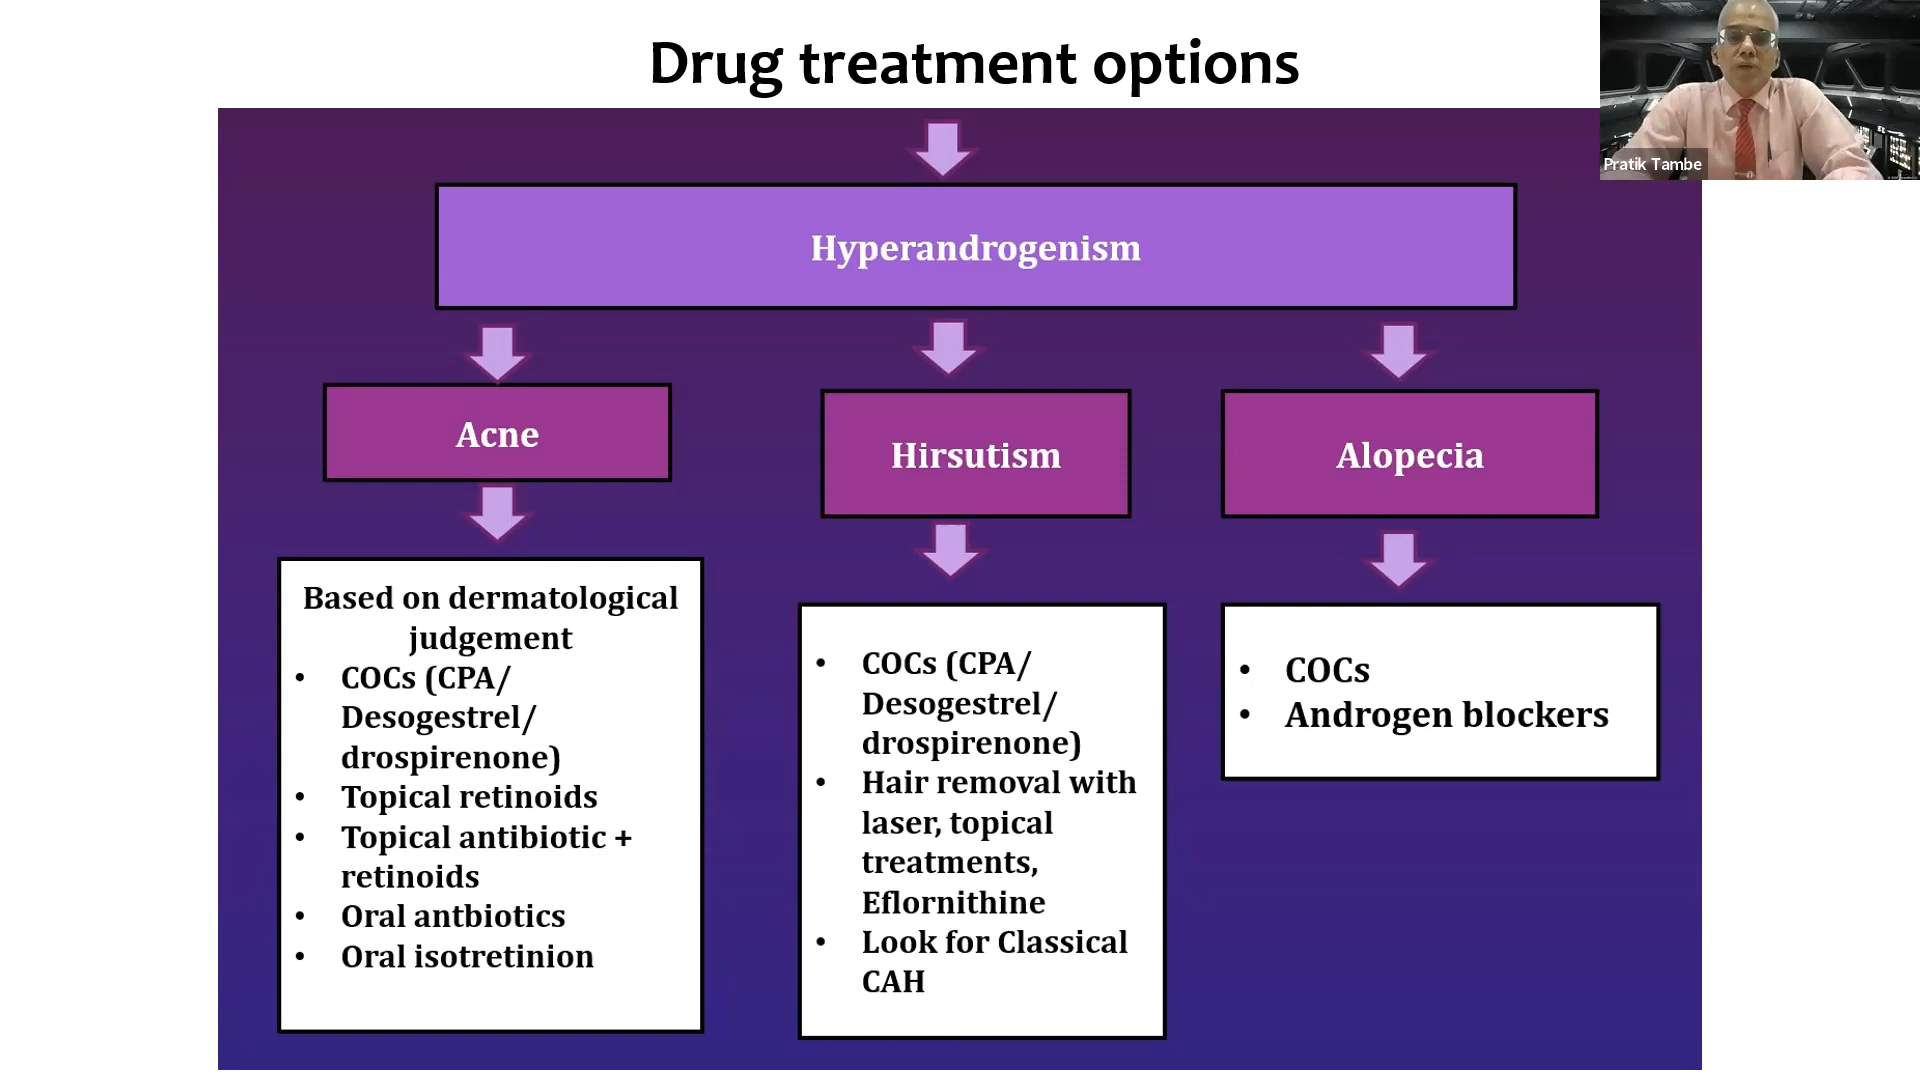 Drug treatment options
Pratik Tambe
Hyperandrogenism
Acne
Hirsutism
Alopecia
Based on dermatological
judgement
• COCs (CPA/
Desogestrel/
drospirenone)
• Topical retinoids
• Topical antibiotic +
retinoids
• Oral antbiotics
• Oral isotretinion
• COCs (CPA/
Desogestrel/
drospirenone)
• Hair removal with
laser, topical
treatments,
Eflornithine
• Look for Classical
CAH
• COCs
• Androgen blockers